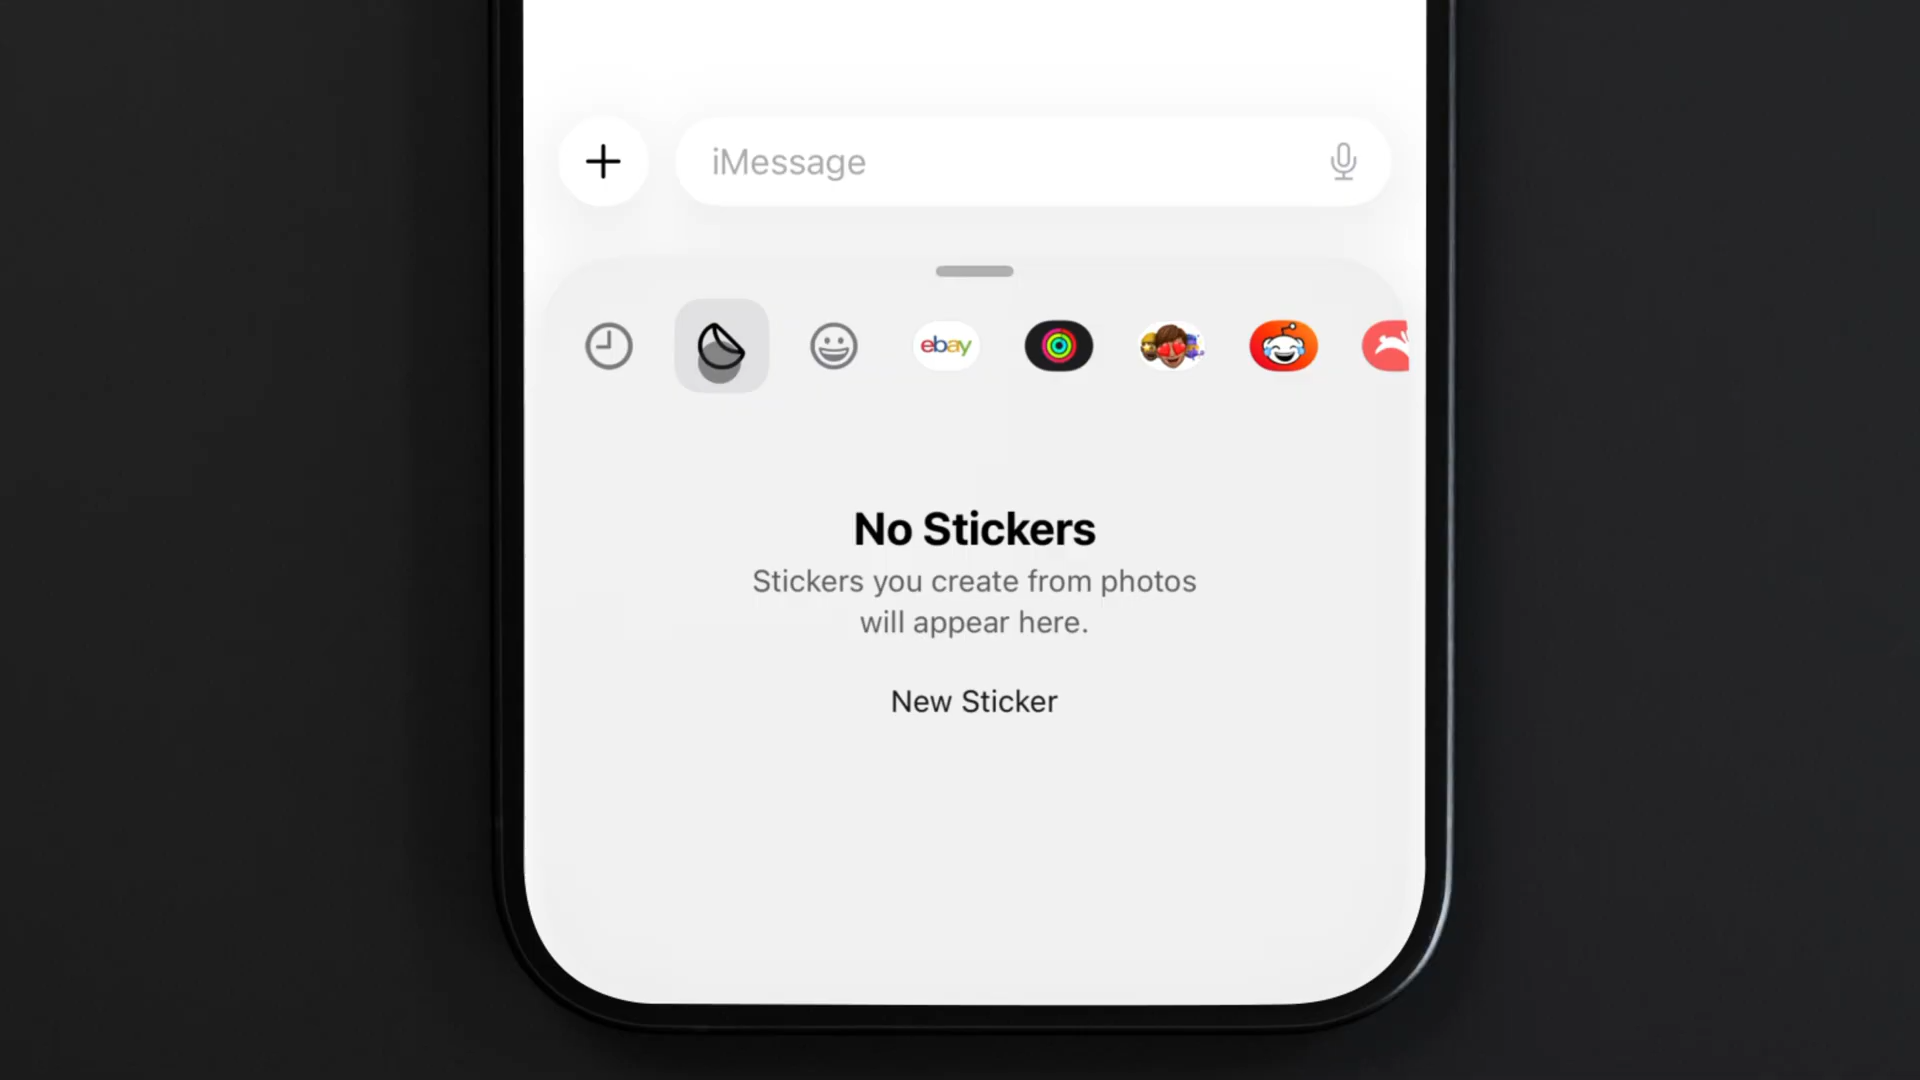 iMessage
ebay
No Stickers
Stickers you create from photos
will appear here.
New Sticker